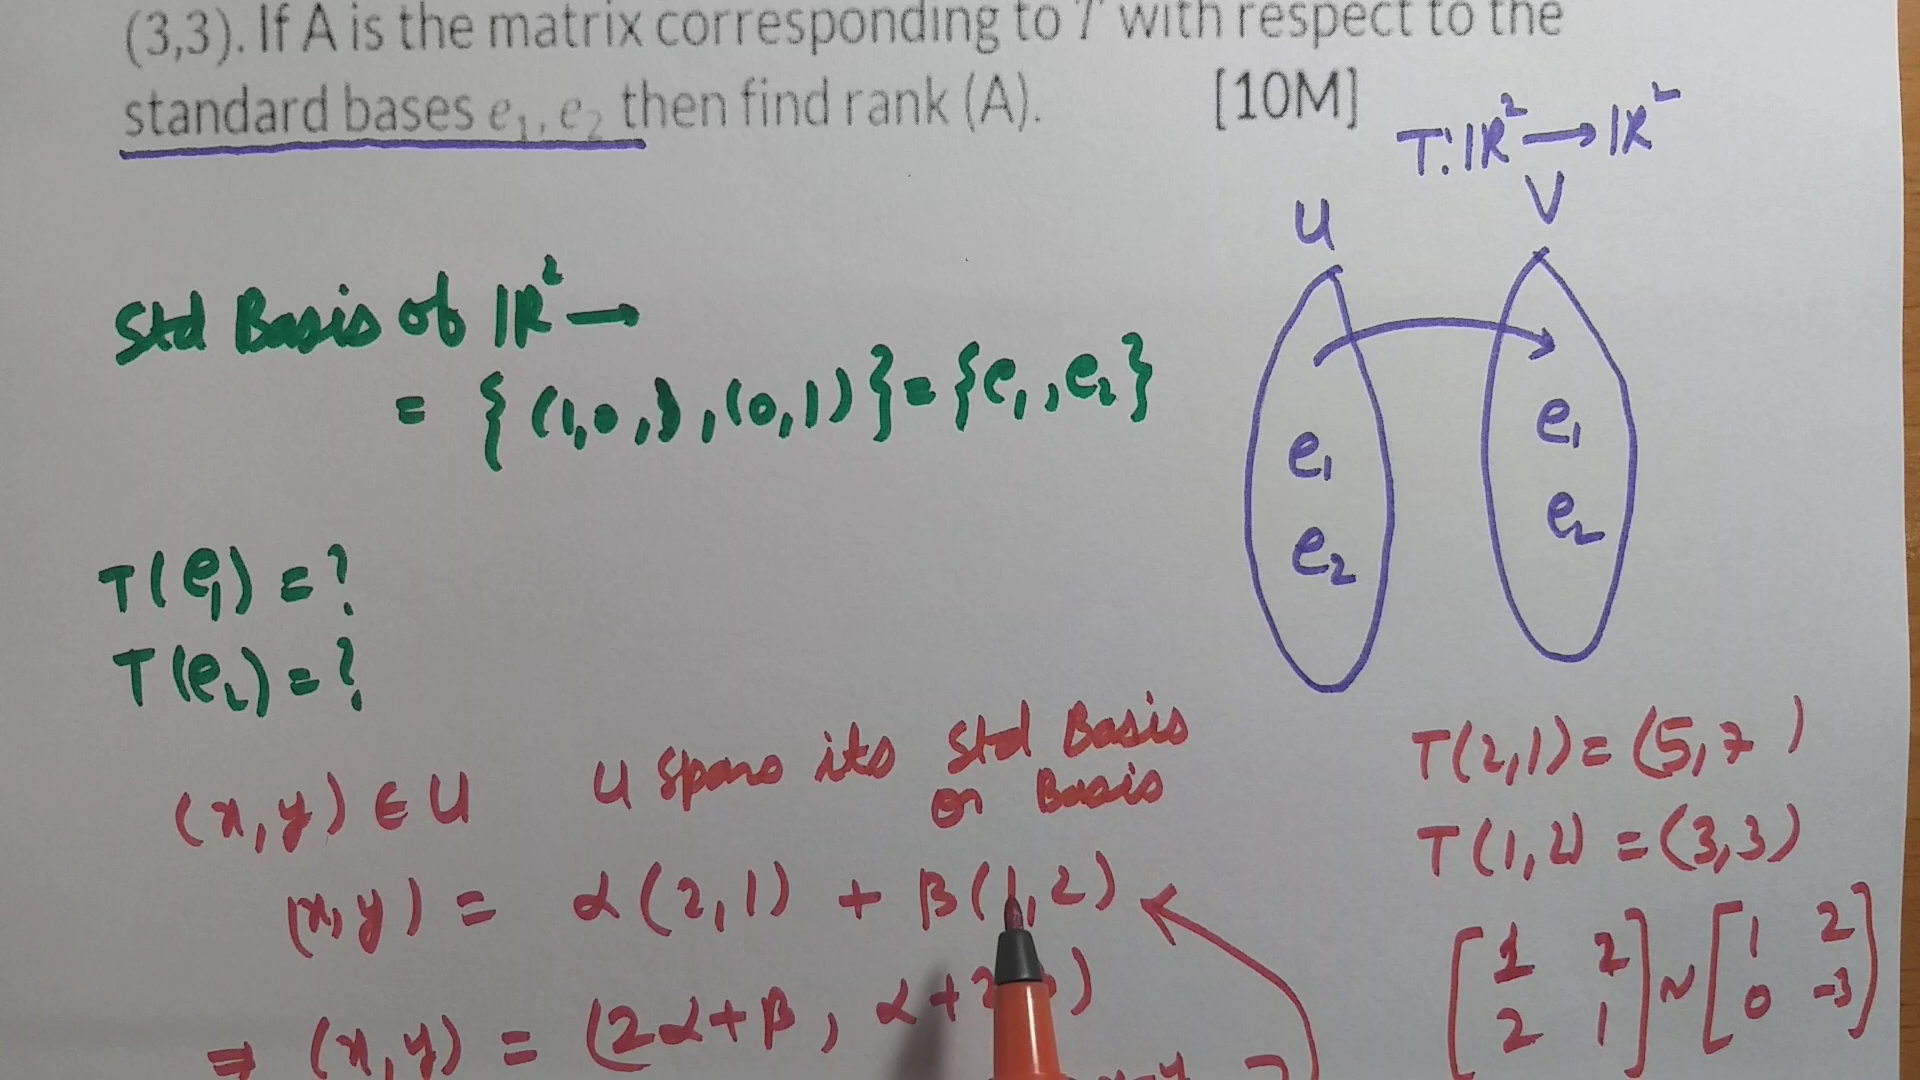 (3,3). If A is the matrix corresponding to T with respect to the
standard bases e₁, e₂ then find rank (A). [10M]
T: ℝ² → ℝ²
U V
Std Basis of ℝ² →
= {(1,0,), (0,1)} = {e₁, e₂}
e₁ e₁
e₂ e₂
T(e₁) = ?
T(e₂) = ?
(x,y) ∈ U U spans its Std Basis
or Basis
T(2,1) = (5,7)
T(1,2) = (3,3)
(x,y) = α(2,1) + β(1,2)
[1 2] ~ [1 2]
[2 1] [0 -3]
⇒ (x,y) = (2α+β, α+2 )